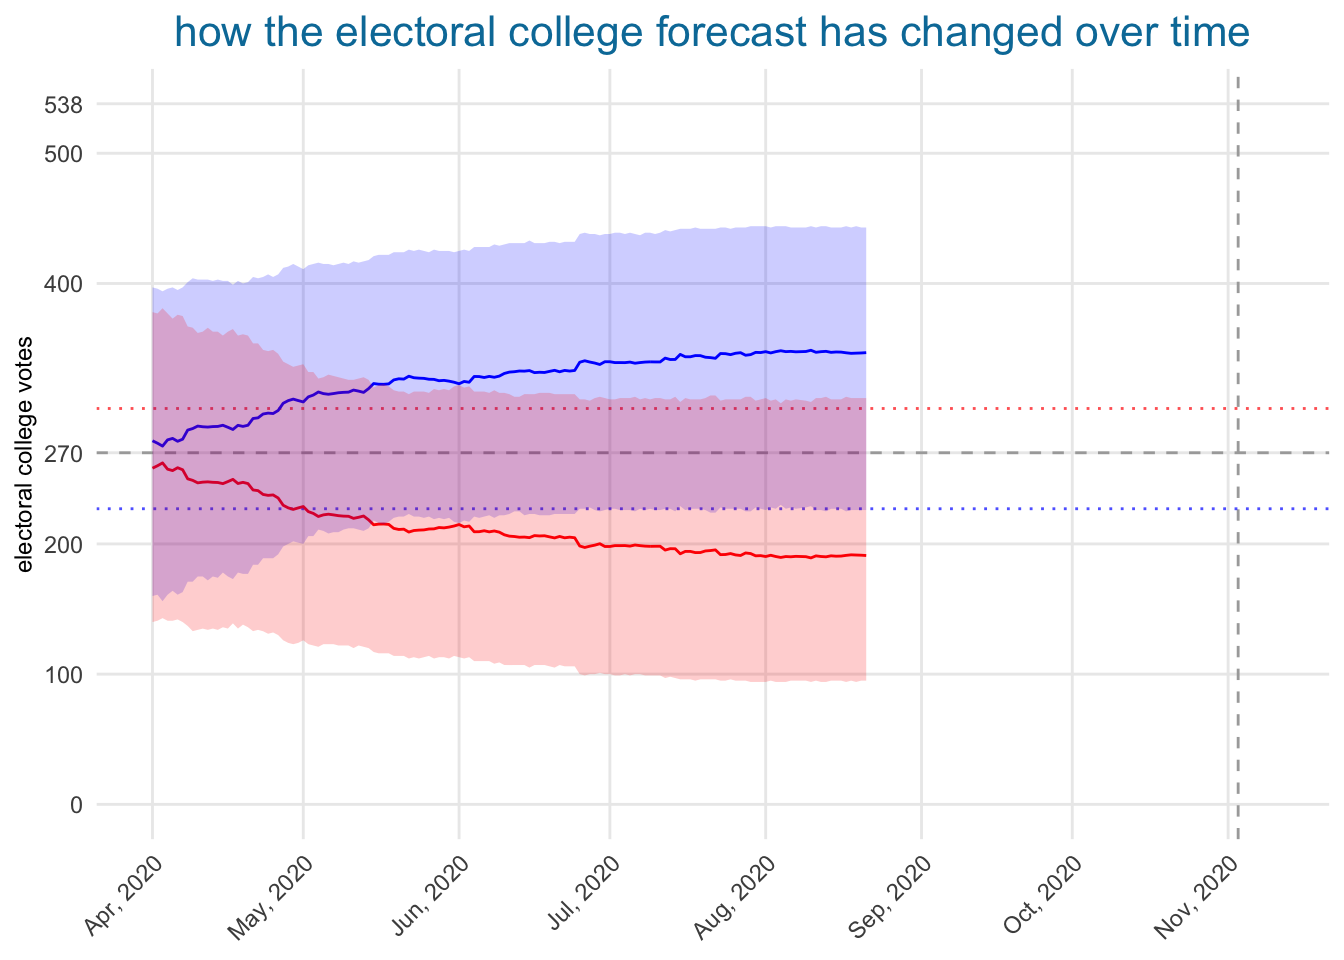 how the electoral college forecast has changed over time
538
500
400
270
200
100
0
electoral college votes
Apr, 2020
May, 2020
Jun, 2020
Jul, 2020
Aug, 2020
Sep, 2020
Oct, 2020
Nov, 2020